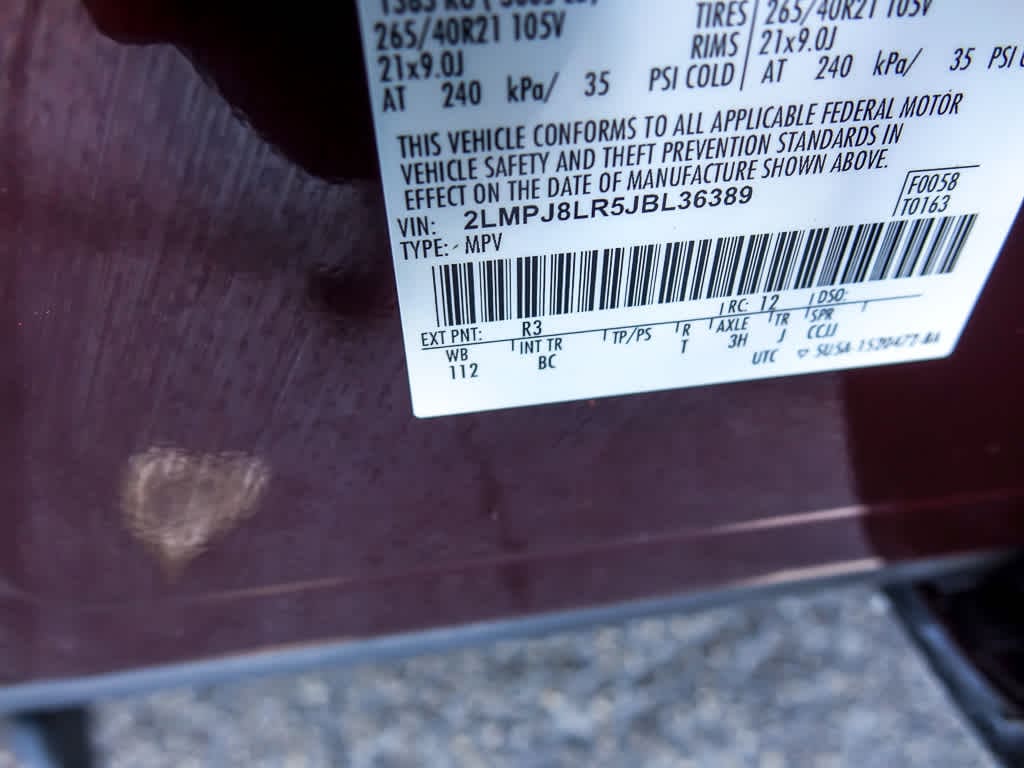 265/40R21 105V TIRES 265/40R21 105V
21x9.0J RIMS 21x9.0J
AT 240 kPa/ 35 PSI COLD AT 240 kPa/ 35 PSI
THIS VEHICLE CONFORMS TO ALL APPLICABLE FEDERAL MOTOR
VEHICLE SAFETY AND THEFT PREVENTION STANDARDS IN
EFFECT ON THE DATE OF MANUFACTURE SHOWN ABOVE.
F0058
VIN: 2LMPJ8LR5JBL36389
T0163
TYPE: MPV
EXT PNT: R3 RC: 12 DSO:
WB INT TR TP/PS R AXLE TR SPR
112 BC T 3H J CCJJ
UTC